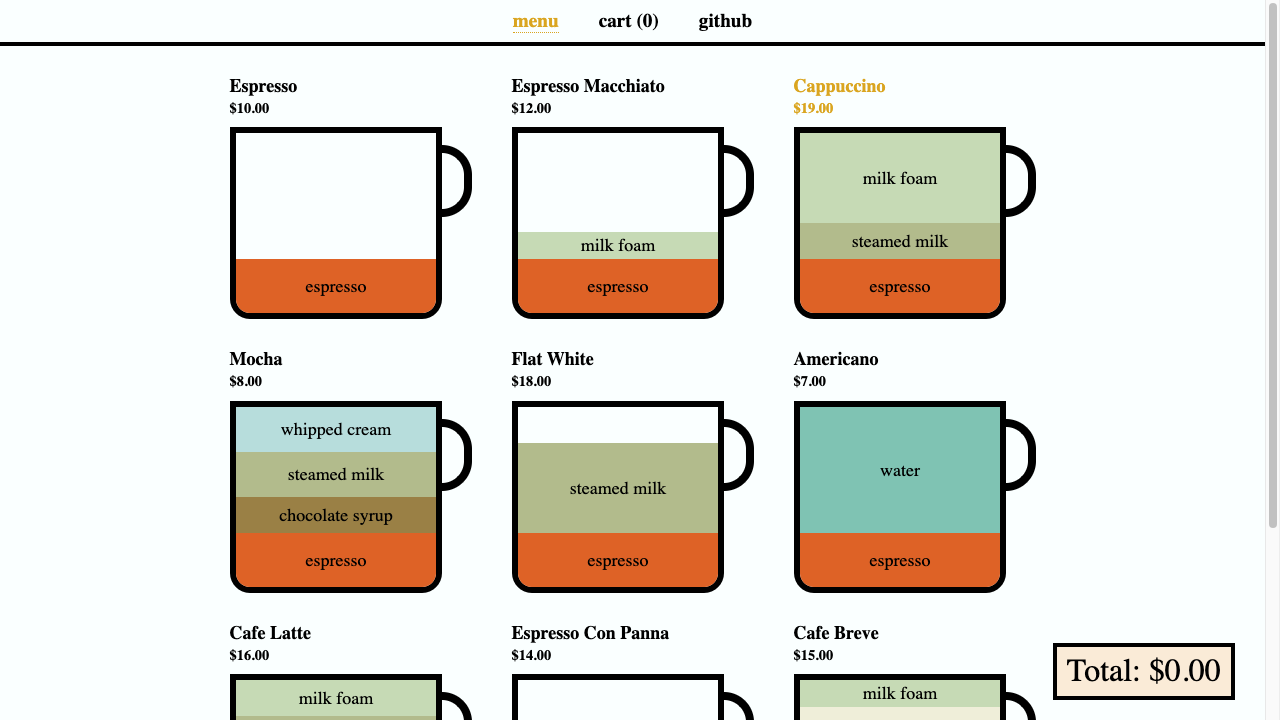 menu cart (0) github
Espresso
$10.00
espresso
Espresso Macchiato
$12.00
milk foam
espresso
Cappuccino
$19.00
milk foam
steamed milk
espresso
Mocha
$8.00
whipped cream
steamed milk
chocolate syrup
espresso
Flat White
$18.00
steamed milk
espresso
Americano
$7.00
water
espresso
Cafe Latte
$16.00
milk foam
Espresso Con Panna
$14.00
Cafe Breve
$15.00
milk foam
Total: $0.00